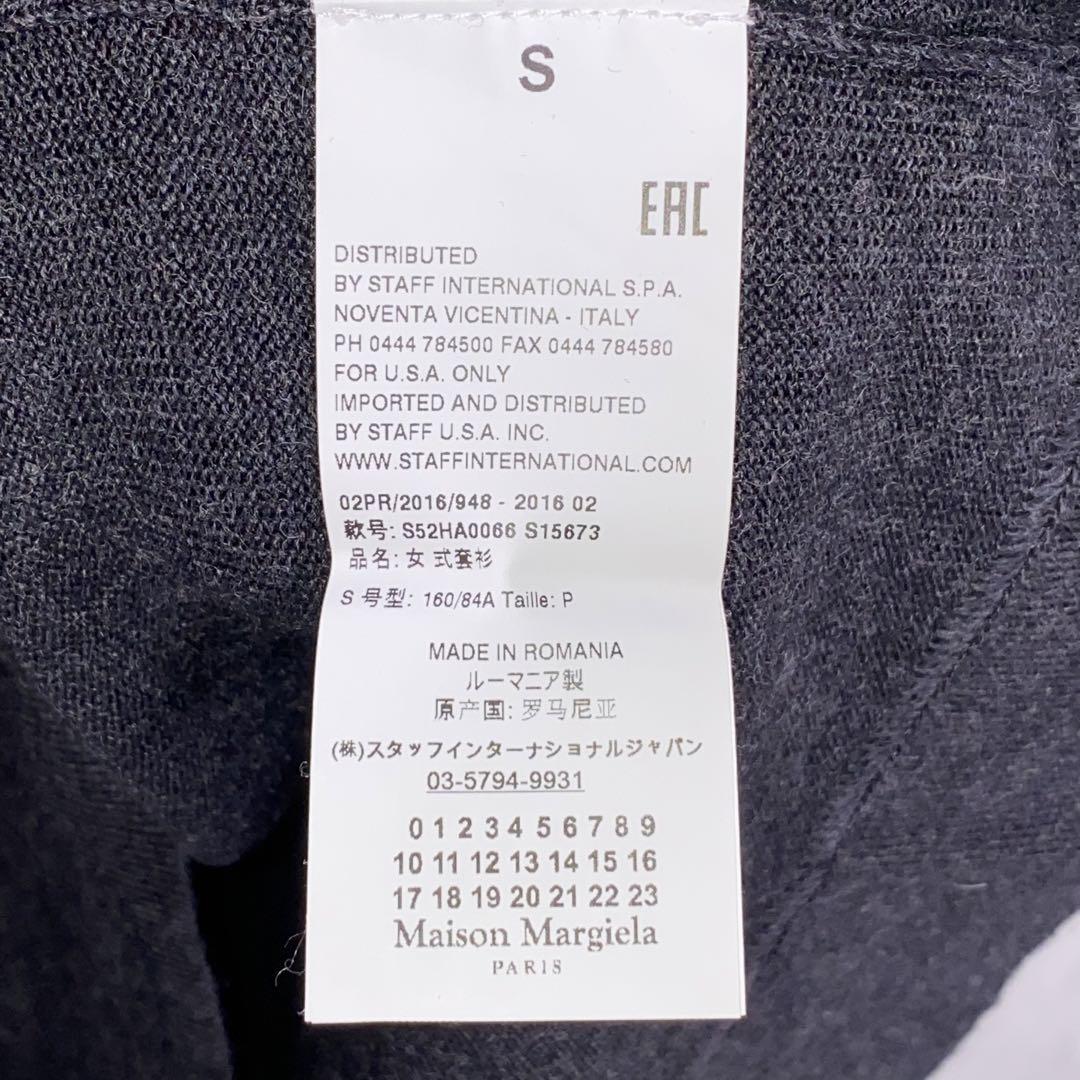 S
EAC
DISTRIBUTED
BY STAFF INTERNATIONAL S.P.A.
NOVENTA VICENTINA - ITALY
PH 0444 784500 FAX 0444 784580
FOR U.S.A. ONLY
IMPORTED AND DISTRIBUTED
BY STAFF U.S.A. INC.
WWW.STAFFINTERNATIONAL.COM
02PR/2016/948 - 2016 02
款号: S52HA0066 S15673
品名: 女 式套衫
S 号型: 160/84A Taille: P
MADE IN ROMANIA
ルーマニア製
原产国: 罗马尼亚
(株)スタッフインターナショナルジャパン
03-5794-9931
0 1 2 3 4 5 6 7 8 9
10 11 12 13 14 15 16
17 18 19 20 21 22 23
Maison Margiela
PARIS